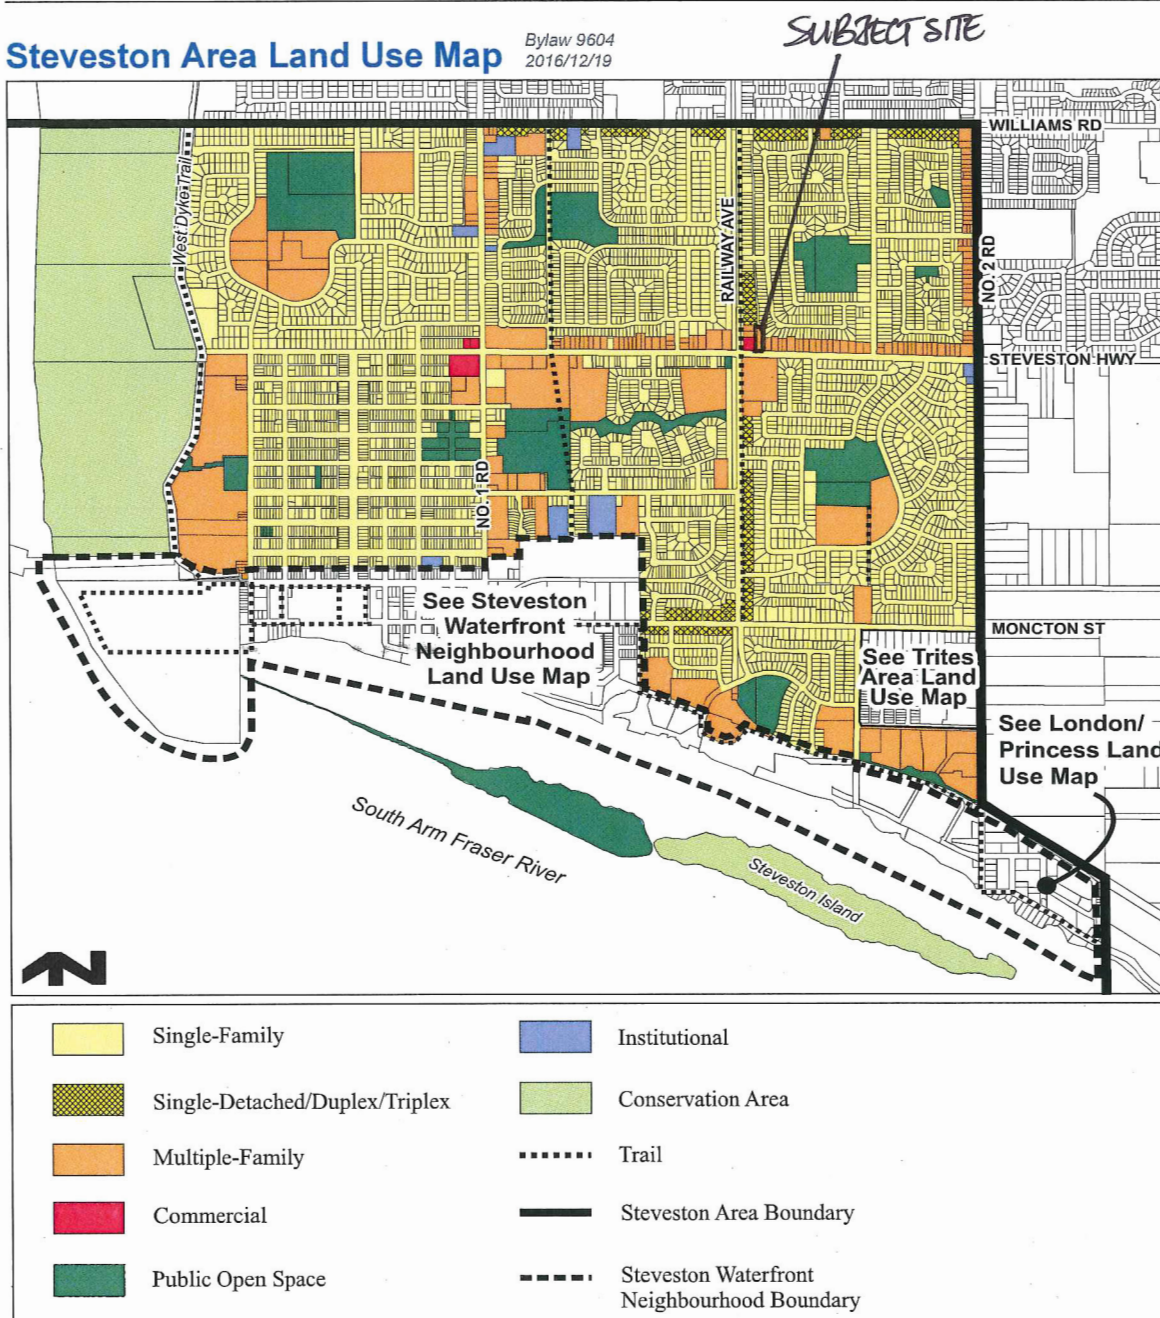 Steveston Area Land Use Map
Bylaw 9604
2016/12/19
SUBJECT SITE
WILLIAMS RD
West Dyke Trail
RAILWAY AVE
NO. 2 RD
STEVESTON HWY
NO. 1 RD
See Steveston
Waterfront
Neighbourhood
Land Use Map
MONCTON ST
See Trites
Area Land
Use Map
See London/
Princess Land
Use Map
South Arm Fraser River
Steveston Island
N
Single-Family
Institutional
Single-Detached/Duplex/Triplex
Conservation Area
Multiple-Family
Trail
Commercial
Steveston Area Boundary
Public Open Space
Steveston Waterfront
Neighbourhood Boundary